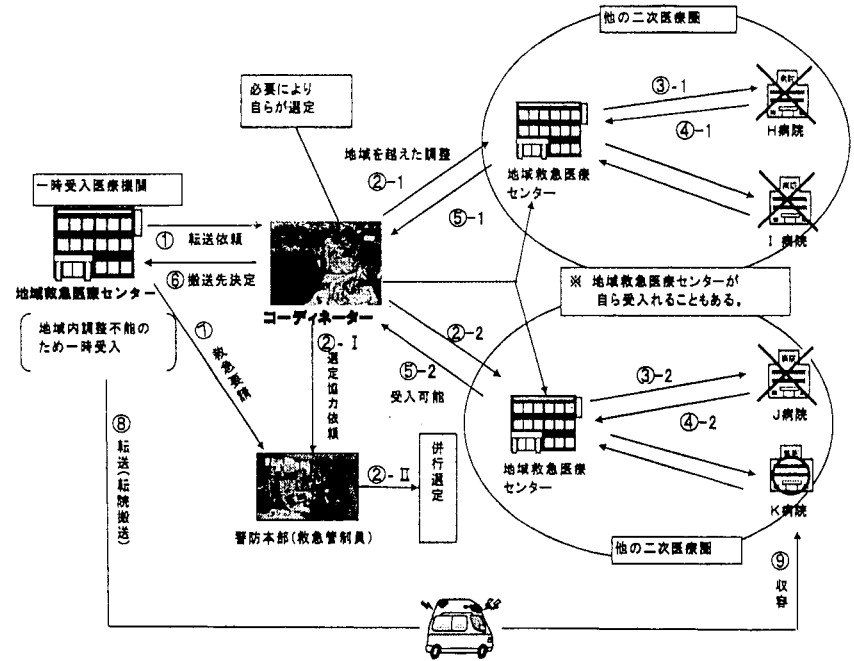 他の二次医療圏
必要により
自らが選定
③-1
④-1
H病院
地域を越えた調整
②-1
⑤-1
地域救急医療
センター
I 病院
一時受入医療機関
① 転送依頼
⑥搬送先決定
地域救急医療センター
地域内調整不能の
ため一時受入
コーディネーター
※ 地域救急医療センターが
自ら受入れることもある。
⑦ 救急要請
②-Ⅰ
選定協力依頼
②-2
⑤-2
受入可能
③-2
④-2
J病院
地域救急医療
センター
K病院
⑧ 転送(転院搬送)
②-Ⅱ
併行選定
警防本部(救急管制員)
他の二次医療圏
⑨ 収容